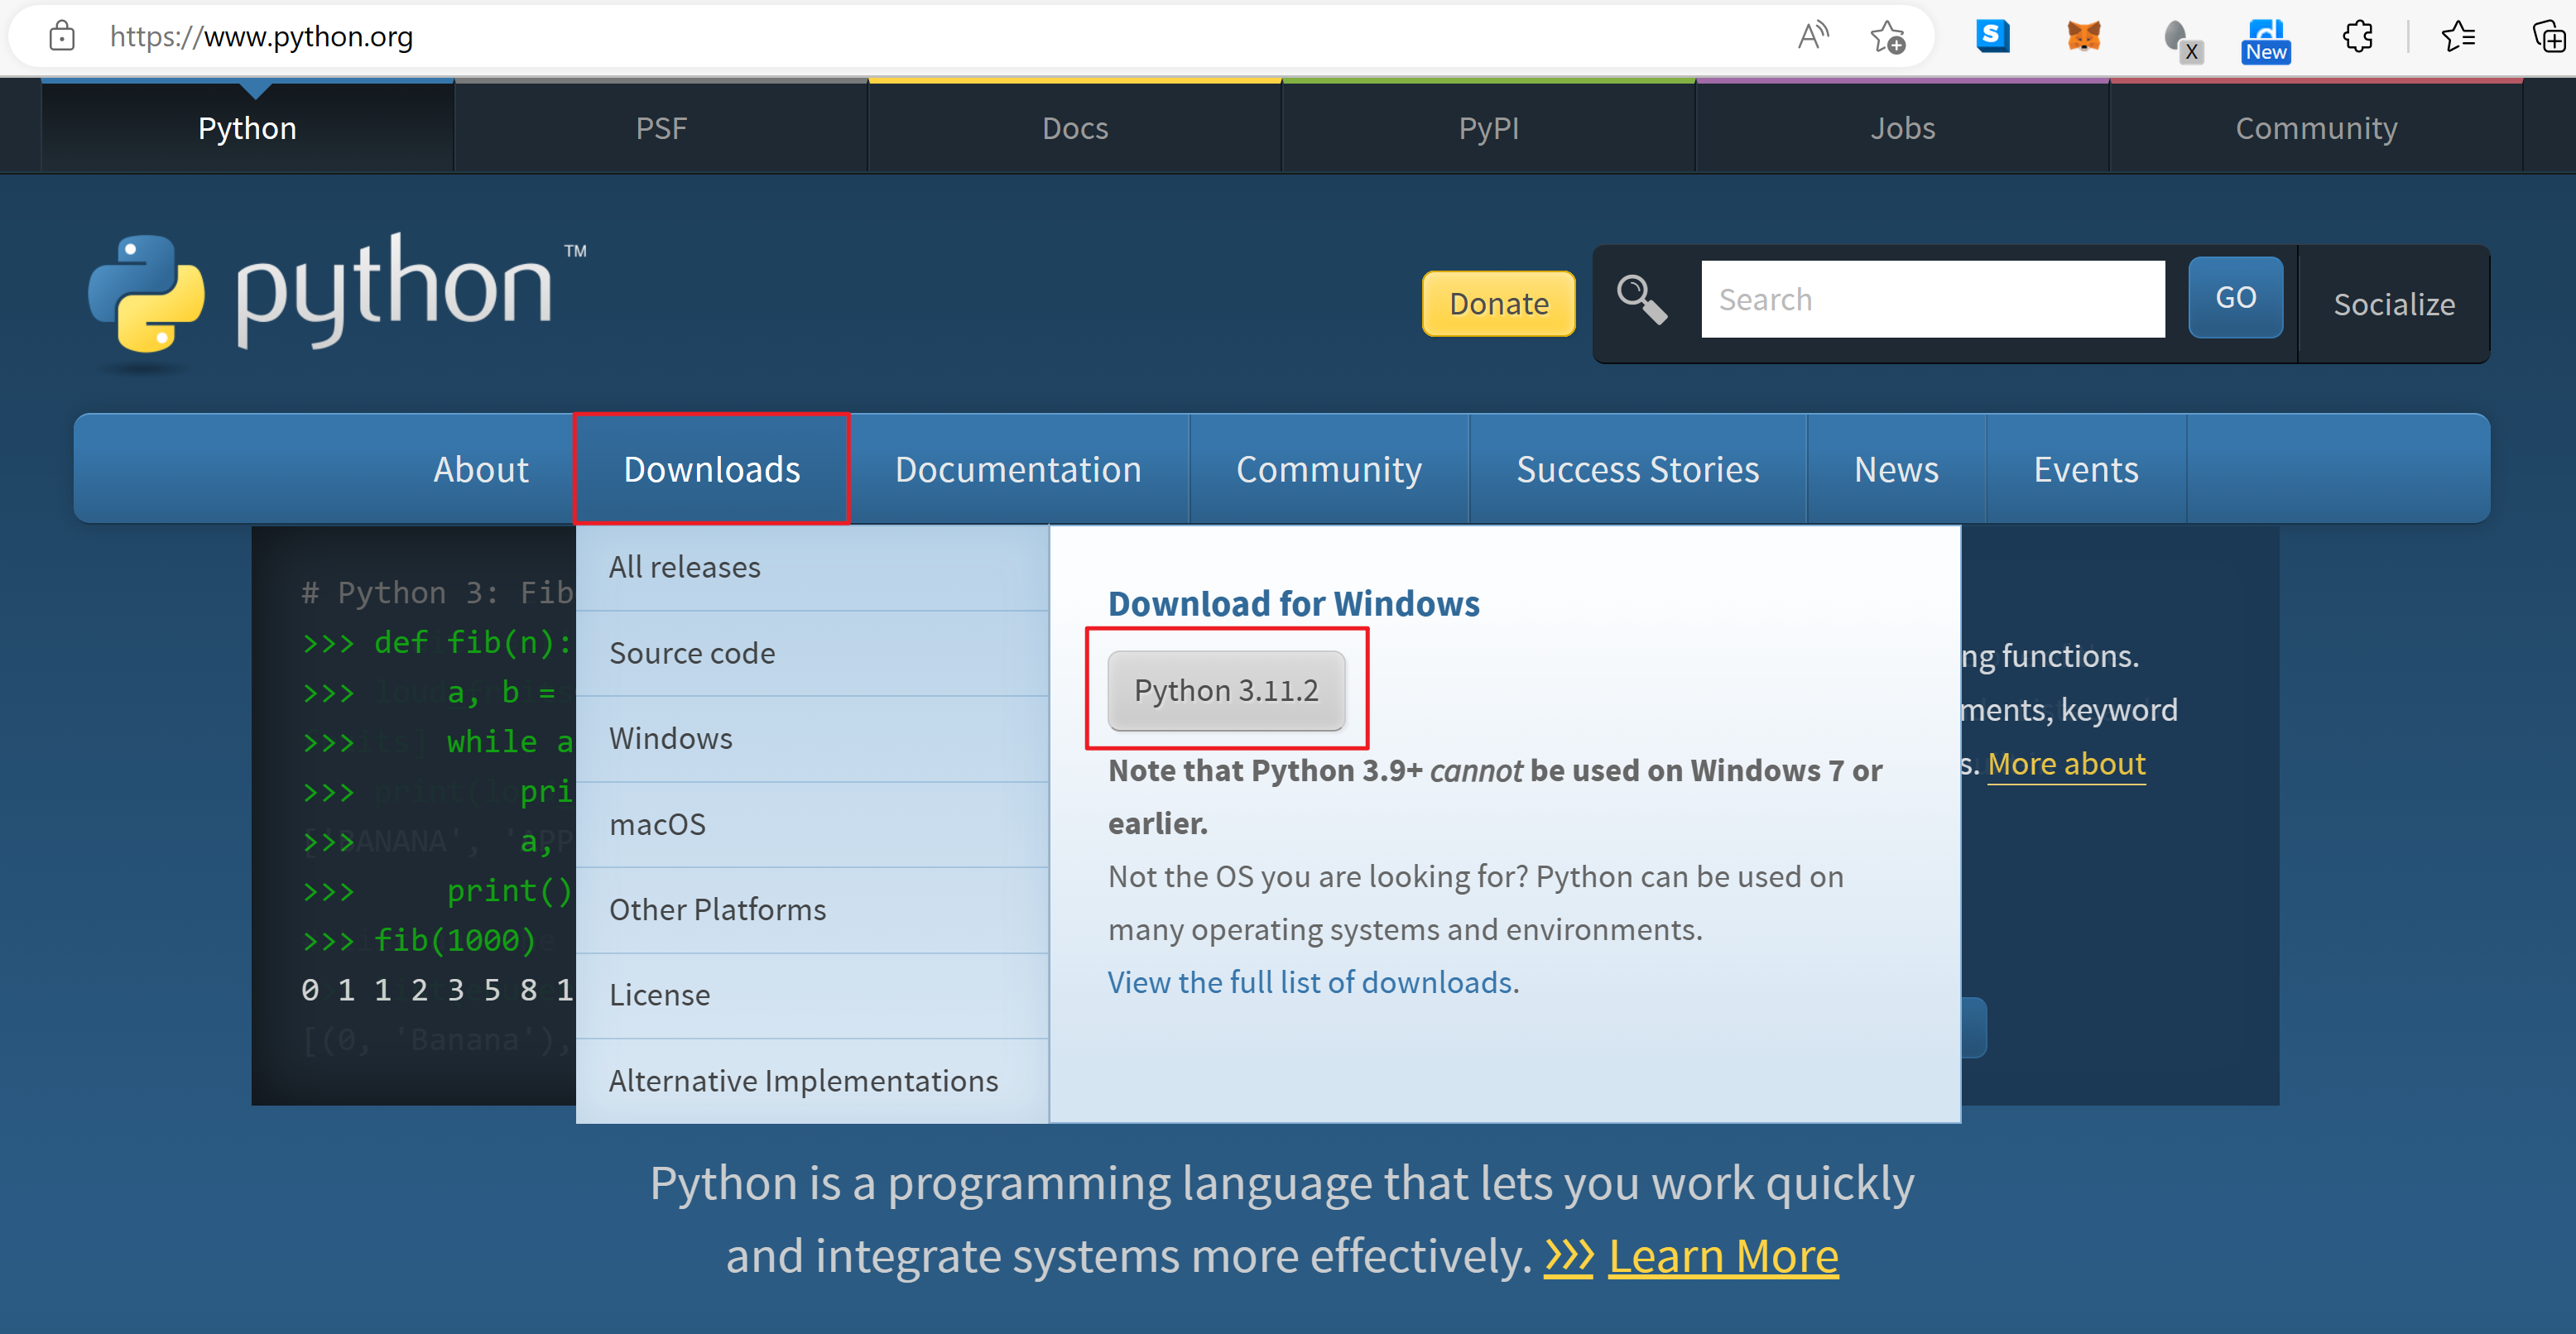 https://www.python.org
New
X
Python PSF Docs PyPI Jobs Community
python TM
Donate Search GO Socialize
About Downloads Documentation Community Success Stories News Events
All releases
Source code
Windows
macOS
Other Platforms
License
Alternative Implementations
Download for Windows
Python 3.11.2
Note that Python 3.9+ cannot be used on Windows 7 or
earlier.
Not the OS you are looking for? Python can be used on
many operating systems and environments.
View the full list of downloads.
# Python 3: Fib
>>> def fib(n):
>>>     a, b =
>>>     while a
>>>         pri
>>>         a,
>>>     print()
>>> fib(1000)
0 1 1 2 3 5 8 1
[(0, 'Banana'),
ng functions.
ments, keyword
s. More about
Python is a programming language that lets you work quickly
and integrate systems more effectively. >>> Learn More